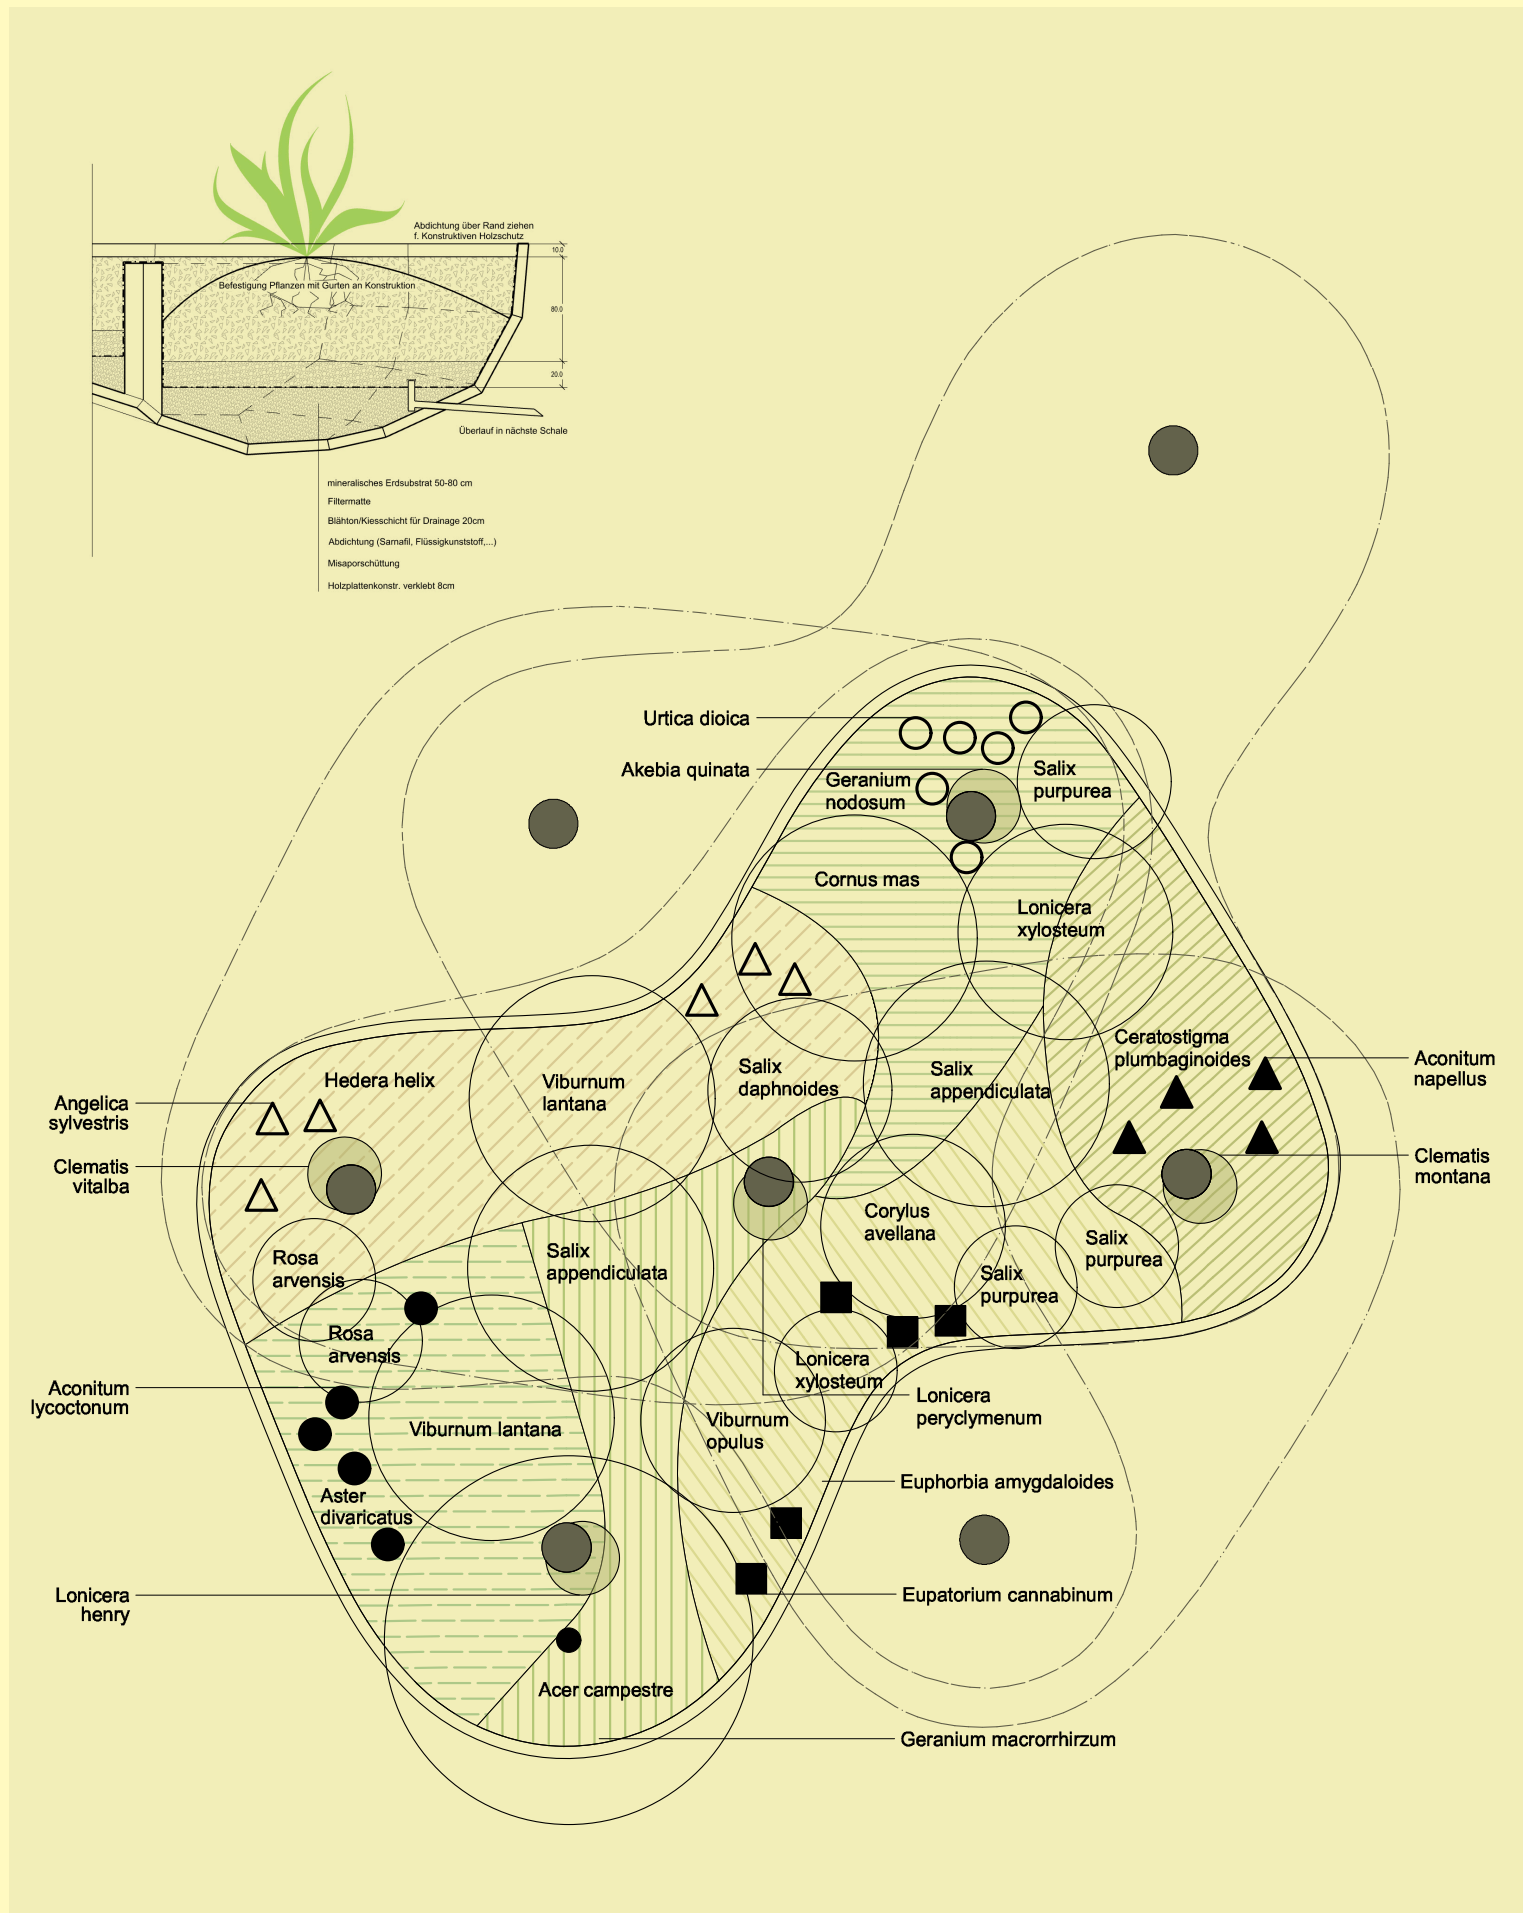 Abdichtung über Rand ziehen
f. Konstruktiven Holzschutz
10.0
Befestigung Pflanzen mit Gurten an Konstruktion
80.0
20.0
Überlauf in nächste Schale
mineralisches Erdsubstrat 50-80 cm
Filtermatte
Blähton/Kiesschicht für Drainage 20cm
Abdichtung (Sarnafil, Flüssigkunststoff,...)
Misaporschüttung
Holzplattenkonstr. verklebt 8cm
Urtica dioica
Akebia quinata
Geranium
nodosum
Salix
purpurea
Cornus mas
Lonicera
xylosteum
Ceratostigma
plumbaginoides
Aconitum
napellus
Hedera helix
Viburnum
lantana
Salix
daphnoides
Salix
appendiculata
Angelica
sylvestris
Clematis
vitalba
Clematis
montana
Corylus
avellana
Salix
purpurea
Salix
purpurea
Rosa
arvensis
Salix
appendiculata
Rosa
arvensis
Lonicera
xylosteum
Aconitum
lycoctonum
Lonicera
peryclymenum
Viburnum lantana
Viburnum
opulus
Euphorbia amygdaloides
Aster
divaricatus
Lonicera
henry
Eupatorium cannabinum
Acer campestre
Geranium macrorrhirzum